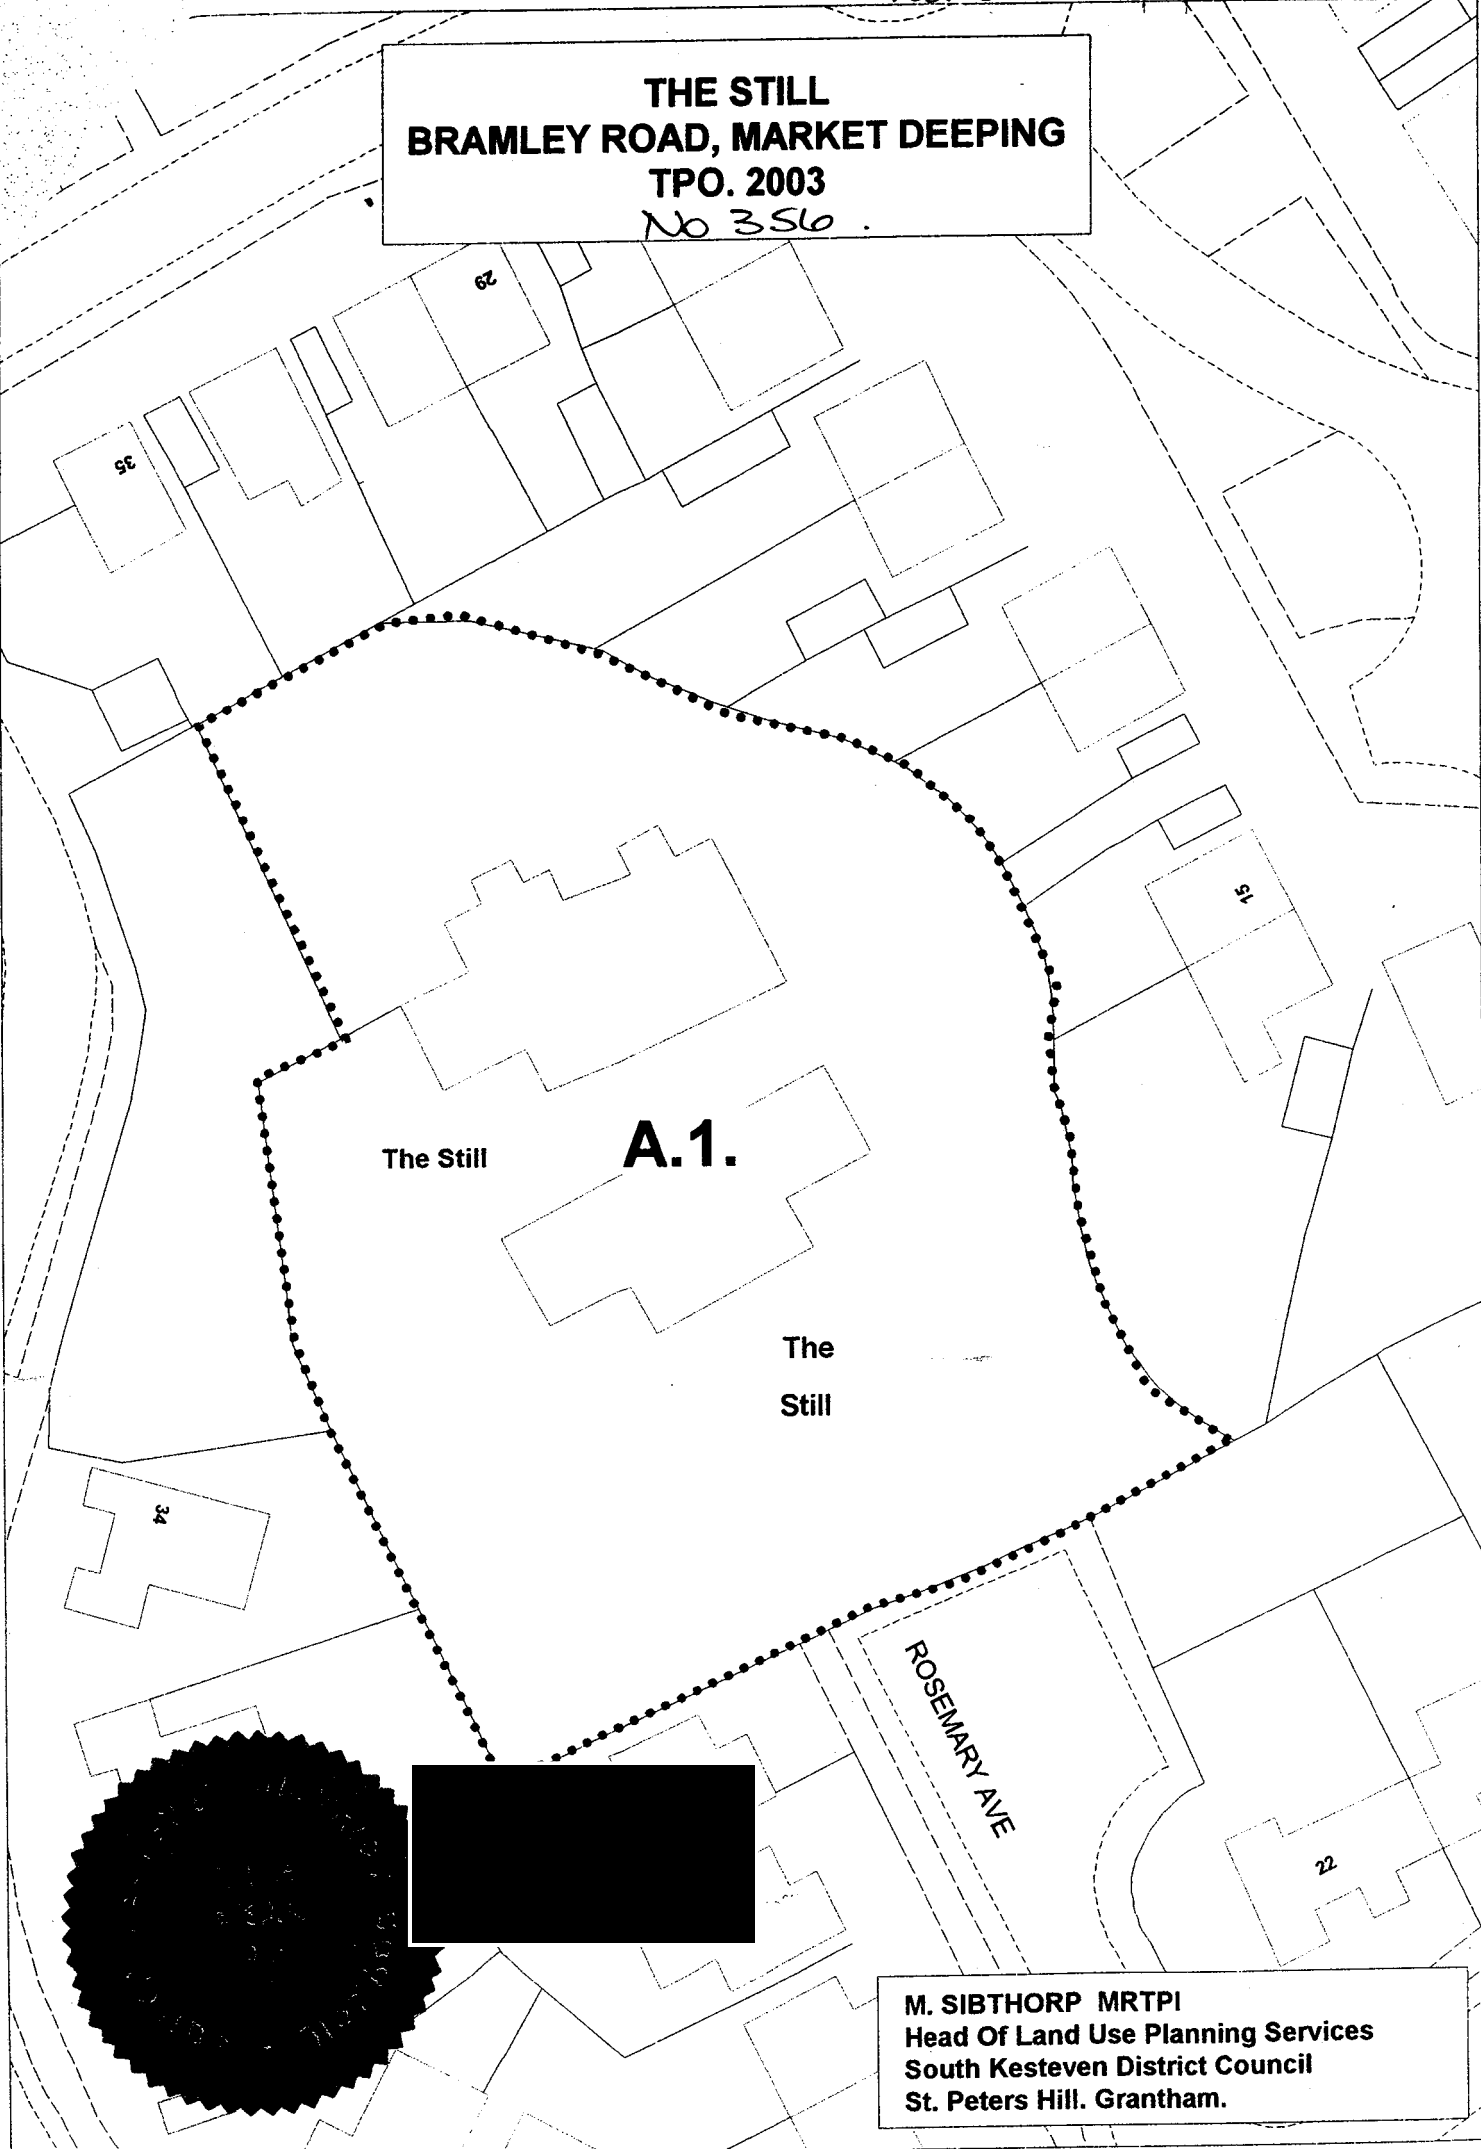 THE STILL
BRAMLEY ROAD, MARKET DEEPING
TPO. 2003
No 356.
29
35
15
The Still
A.1.
The
Still
34
ROSEMARY AVE
22
M. SIBTHORP MRTPI
Head Of Land Use Planning Services
South Kesteven District Council
St. Peters Hill. Grantham.